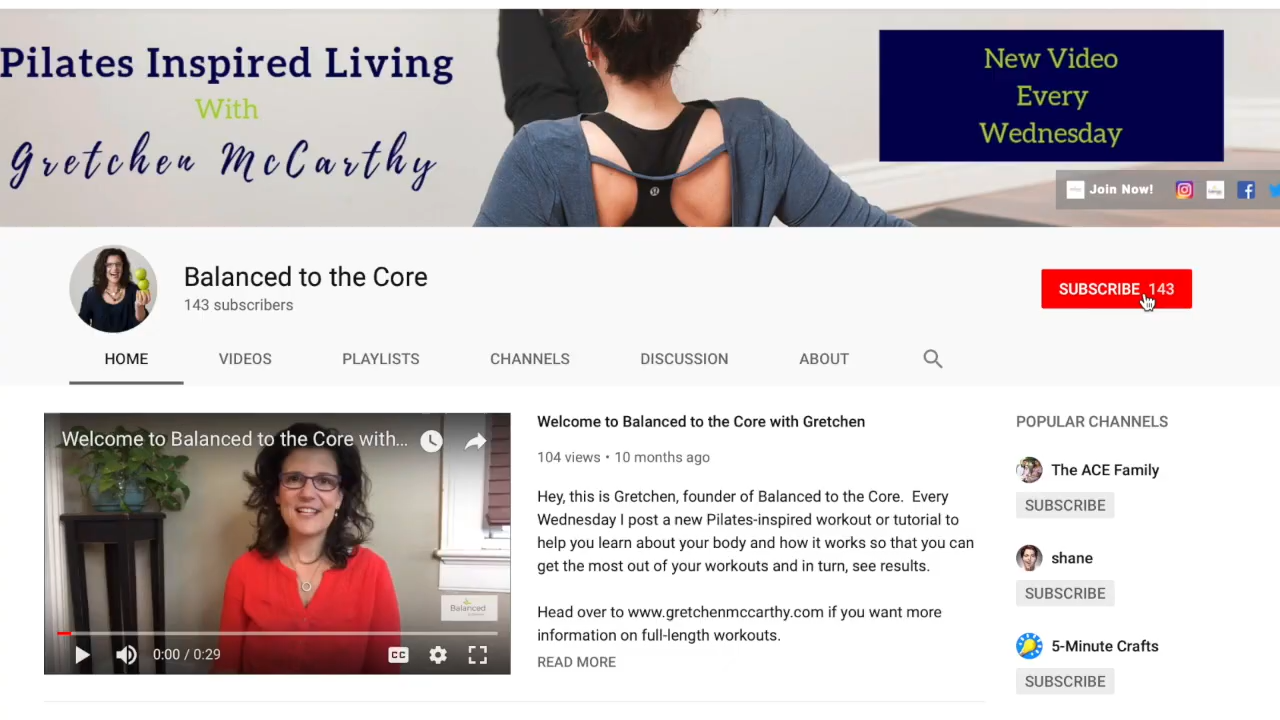 Pilates Inspired Living
With
Gretchen McCarthy
New Video
Every
Wednesday
Join Now!
Balanced to the Core
143 subscribers
SUBSCRIBE 143
HOME VIDEOS PLAYLISTS CHANNELS DISCUSSION ABOUT
Welcome to Balanced to the Core with...
Balanced
0:00 / 0:29
CC
Welcome to Balanced to the Core with Gretchen
104 views • 10 months ago
Hey, this is Gretchen, founder of Balanced to the Core. Every
Wednesday I post a new Pilates-inspired workout or tutorial to
help you learn about your body and how it works so that you can
get the most out of your workouts and in turn, see results.
Head over to www.gretchenmccarthy.com if you want more
information on full-length workouts.
READ MORE
POPULAR CHANNELS
The ACE Family
SUBSCRIBE
shane
SUBSCRIBE
5-Minute Crafts
SUBSCRIBE